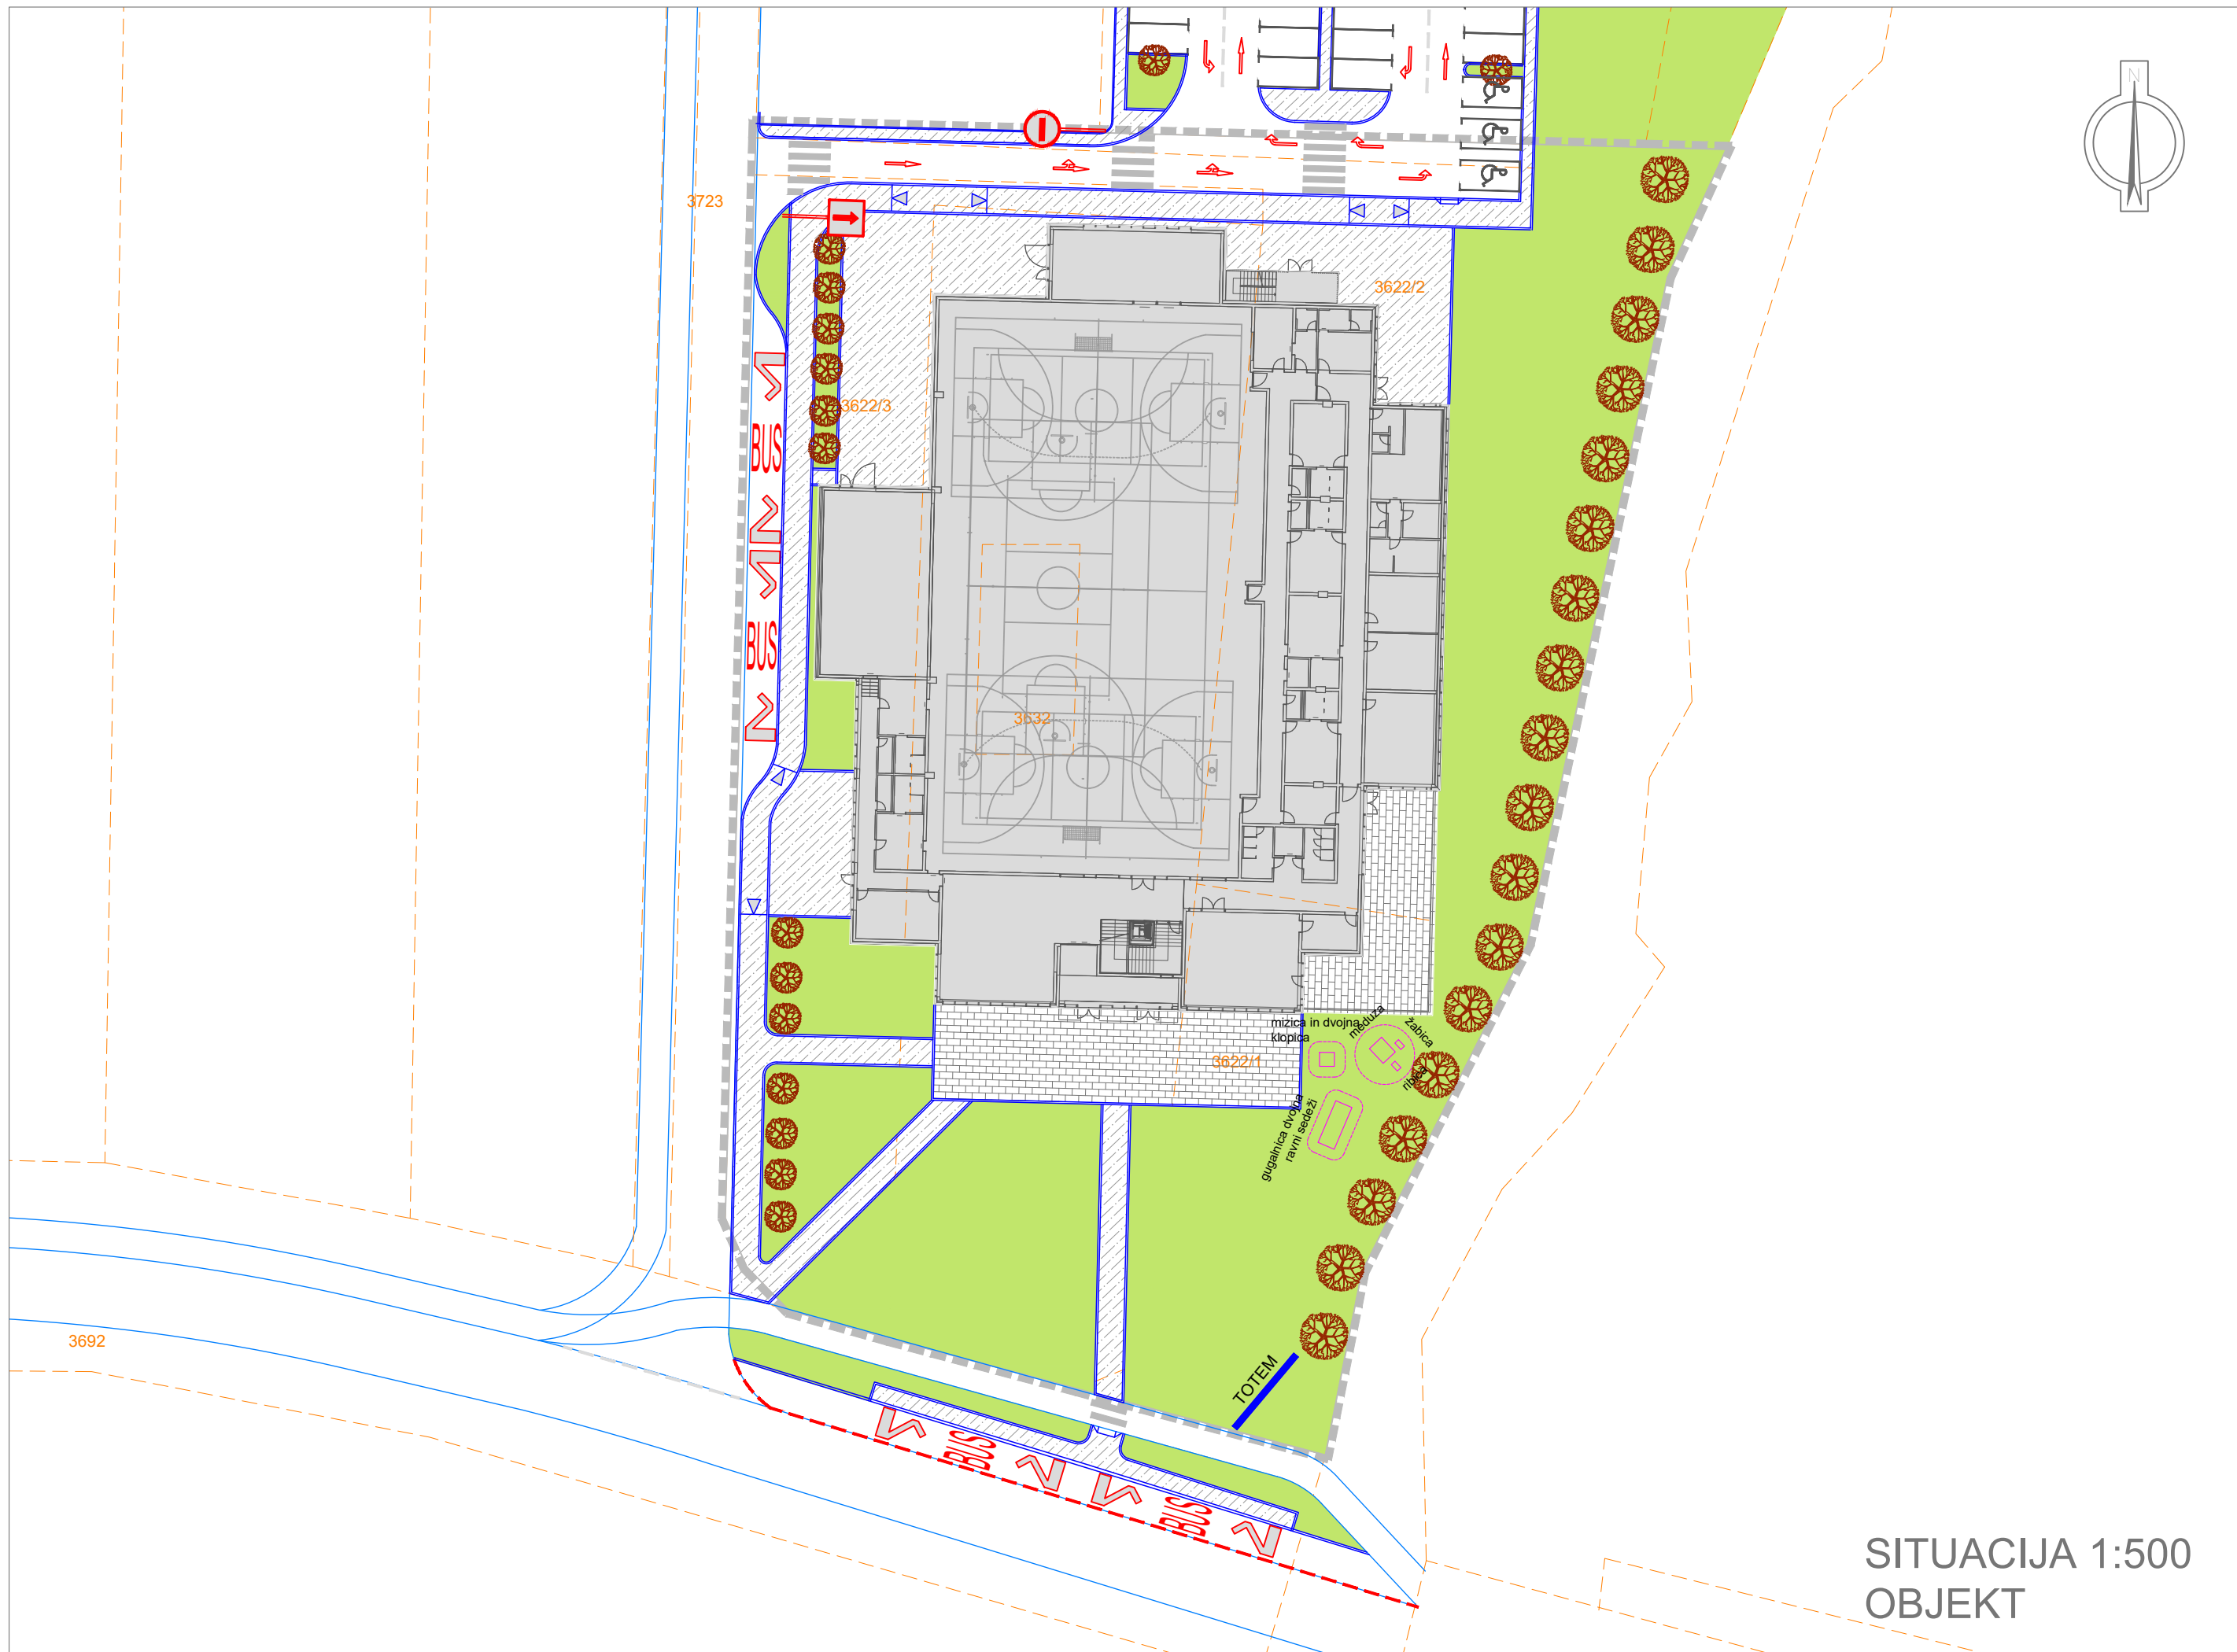 N
3723
3622/2
3622/3
BUS
BUS
3632
mizica in dvojna
klopica
meduza
žabica
ribica
3622/1
gugalnica dvojna
ravni sedeži
3692
TOTEM
BUS
BUS
SITUACIJA 1:500
OBJEKT